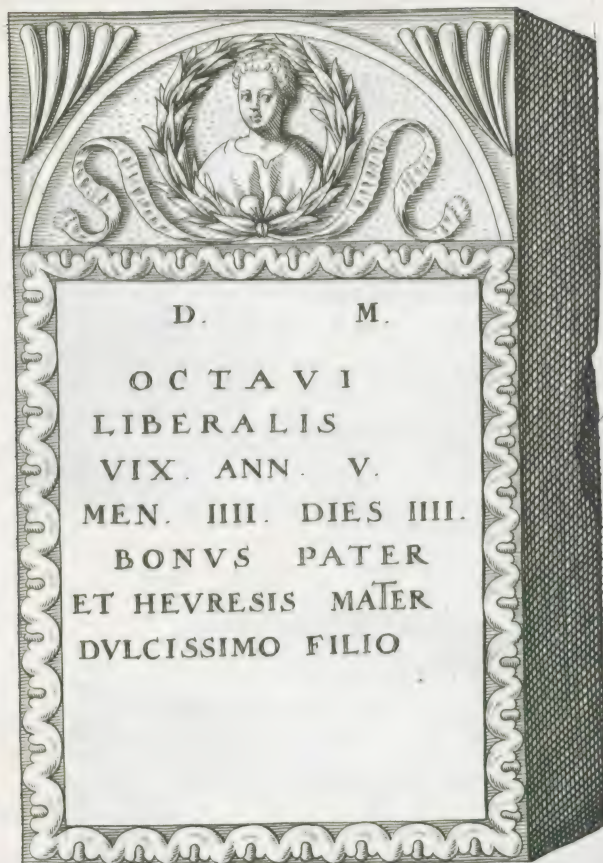 D. M.
OCTAVI
LIBERALIS
VIX. ANN. V.
MEN. IIII. DIES IIII.
BONVS PATER
ET HEVRESIS MATER
DVLCISSIMO FILIO